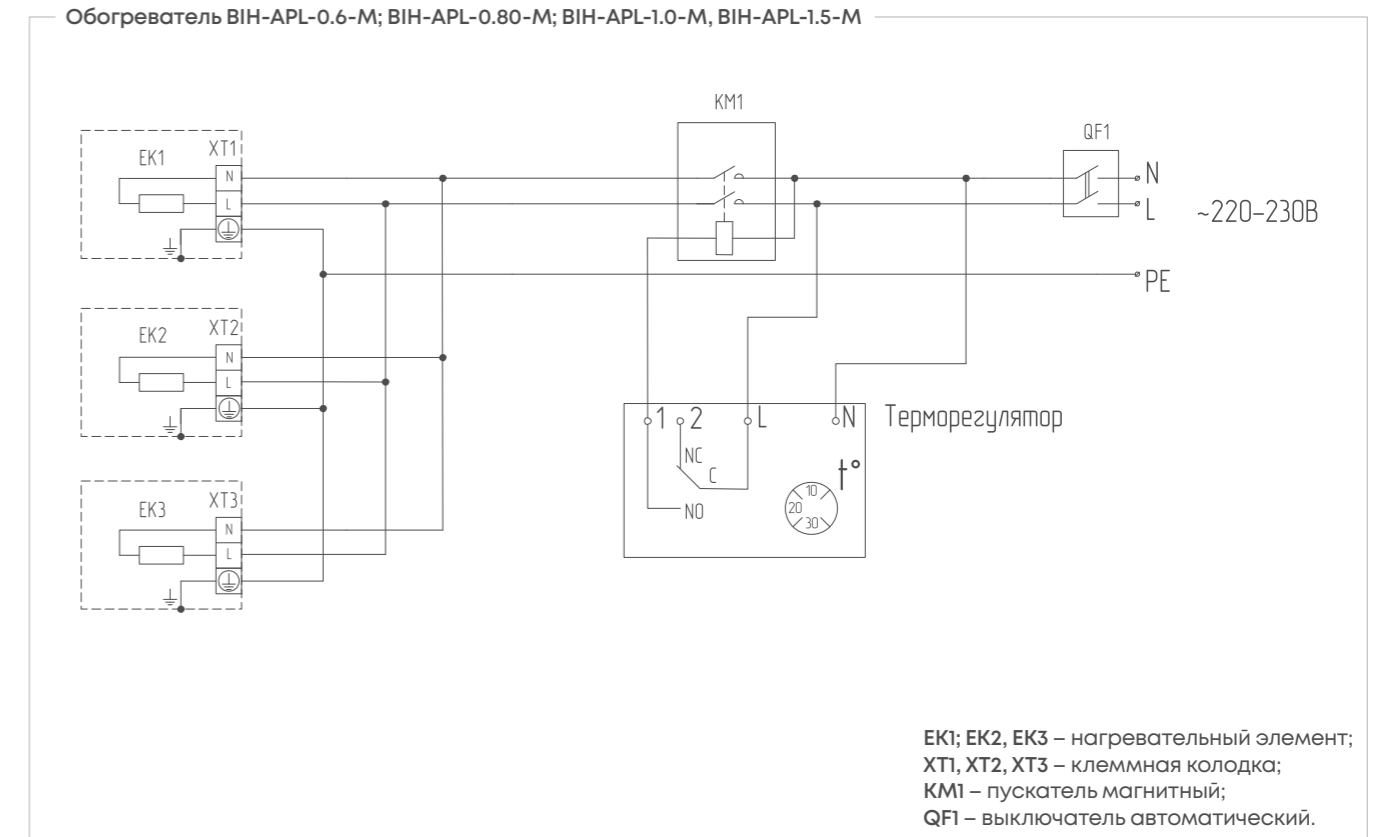 Обогреватель BIH-APL-0.6-M; BIH-APL-0.80-M; BIH-APL-1.0-M, BIH-APL-1.5-M
KM1
QF1
EK1
XT1
N
L
N
L
~220-230В
PE
EK2
XT2
N
L
1
2
L
N
Терморегулятор
NC
C
NO
t°
10
20
30
EK3
XT3
N
L
EK1; EK2, EK3 – нагревательный элемент;
XT1, XT2, XT3 – клеммная колодка;
KM1 – пускатель магнитный;
QF1 – выключатель автоматический.